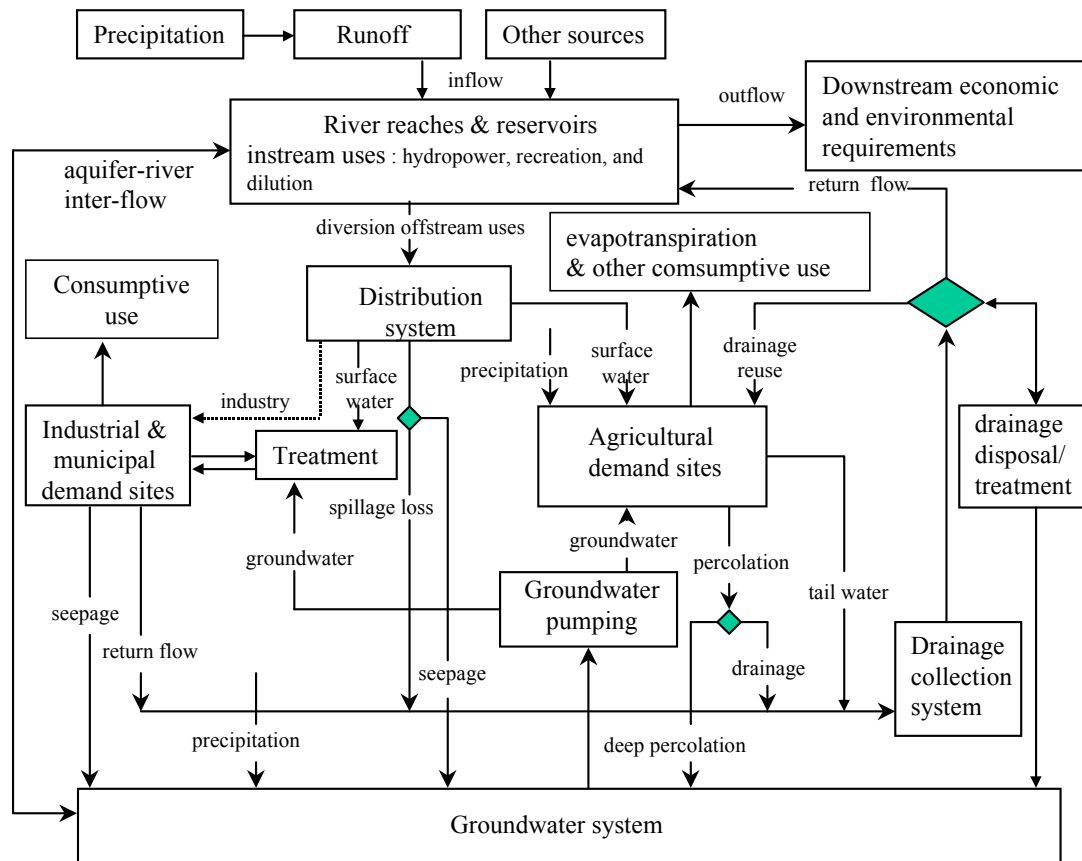 Precipitation
Runoff
Other sources
inflow
outflow
Downstream economic
and environmental
requirements
River reaches & reservoirs
instream uses : hydropower, recreation, and
dilution
aquifer-river
inter-flow
return flow
diversion offstream uses
evapotranspiration
& other comsumptive use
Consumptive
use
Distribution
system
precipitation
surface
water
drainage
reuse
surface
water
industry
Industrial &
municipal
demand sites
Treatment
Agricultural
demand sites
drainage
disposal/
treatment
spillage loss
groundwater
groundwater
percolation
Groundwater
pumping
tail water
seepage
return flow
seepage
drainage
Drainage
collection
system
precipitation
deep percolation
Groundwater system